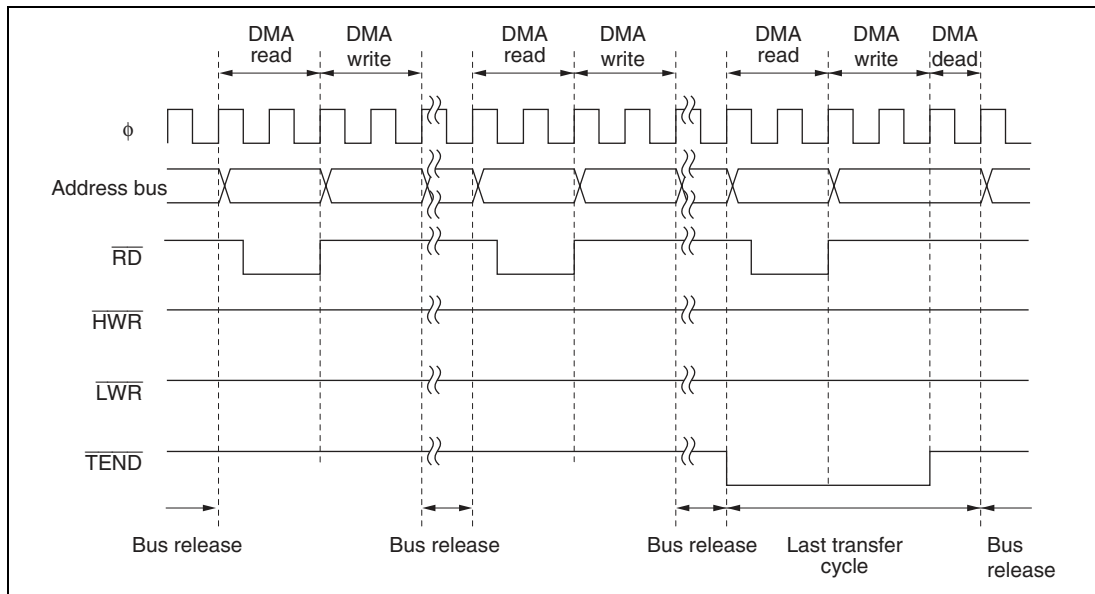 DMA read
DMA write
DMA read
DMA write
DMA read
DMA write
DMA dead
φ
Address bus
RD
HWR
LWR
TEND
Bus release
Bus release
Bus release
Last transfer cycle
Bus release